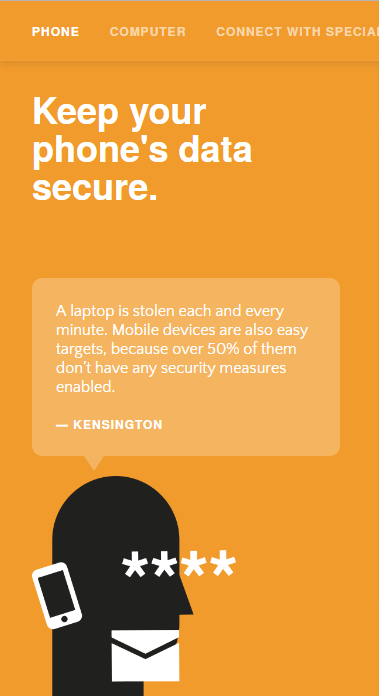 PHONE COMPUTER CONNECT WITH SPECIAL
Keep your
phone's data
secure.
A laptop is stolen each and every
minute. Mobile devices are also easy
targets, because over 50% of them
don't have any security measures
enabled.
— KENSINGTON
****